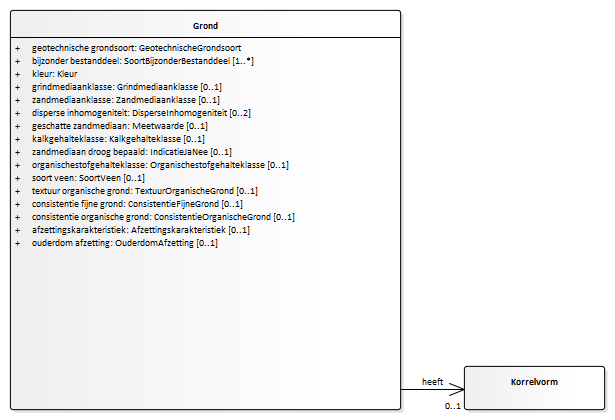 Grond
+ geotechnische grondsoort: GeotechnischeGrondsoort
+ bijzonder bestanddeel: SoortBijzonderBestanddeel [1..*]
+ kleur: Kleur
+ grindmediaanklasse: Grindmediaanklasse [0..1]
+ zandmediaanklasse: Zandmediaanklasse [0..1]
+ disperse inhomogeniteit: DisperseInhomogeniteit [0..2]
+ geschatte zandmediaan: Meetwaarde [0..1]
+ kalkgehalteklasse: Kalkgehalteklasse [0..1]
+ zandmediaan droog bepaald: IndicatieJaNee [0..1]
+ organischestofgehalteklasse: Organischestofgehalteklasse [0..1]
+ soort veen: SoortVeen [0..1]
+ textuur organische grond: TextuurOrganischeGrond [0..1]
+ consistentie fijne grond: ConsistentieFijneGrond [0..1]
+ consistentie organische grond: ConsistentieOrganischeGrond [0..1]
+ afzettingskarakteristiek: Afzettingskarakteristiek [0..1]
+ ouderdom afzetting: OuderdomAfzetting [0..1]
heeft
0..1
Korrelvorm